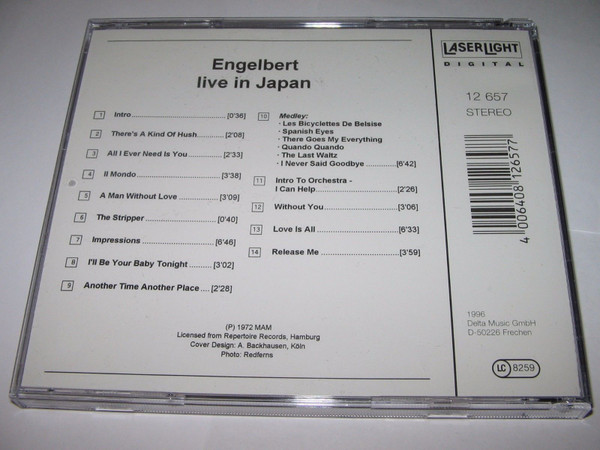 Engelbert
live in Japan
1 Intro [0'36]
2 There's A Kind Of Hush [2'08]
3 All I Ever Need Is You [2'33]
4 Il Mondo [3'38]
5 A Man Without Love [3'09]
6 The Stripper [0'40]
7 Impressions [6'46]
8 I'll Be Your Baby Tonight [3'02]
9 Another Time Another Place [2'28]
10 Medley:
· Les Bicyclettes De Belsise
· Spanish Eyes
· There Goes My Everything
· Quando Quando
· The Last Waltz
· I Never Said Goodbye [6'42]
11 Intro To Orchestra -
I Can Help [2'26]
12 Without You [3'06]
13 Love Is All [6'33]
14 Release Me [3'59]
(P) 1972 MAM
Licensed from Repertoire Records, Hamburg
Cover Design: A. Backhausen, Köln
Photo: Redferns
LASERLIGHT
DIGITAL
12 657
STEREO
4 006408 126577
1996
Delta Music GmbH
D-50226 Frechen
LC 8259